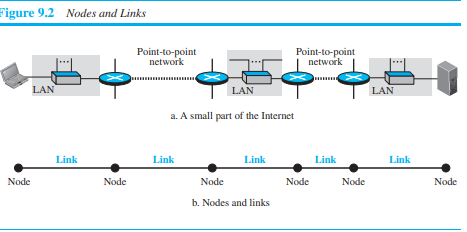 Figure 9.2 Nodes and Links
Point-to-point
network
Point-to-point
network
LAN
LAN
LAN
a. A small part of the Internet
Link Link Link Link Link
Node Node Node Node Node Node
b. Nodes and links